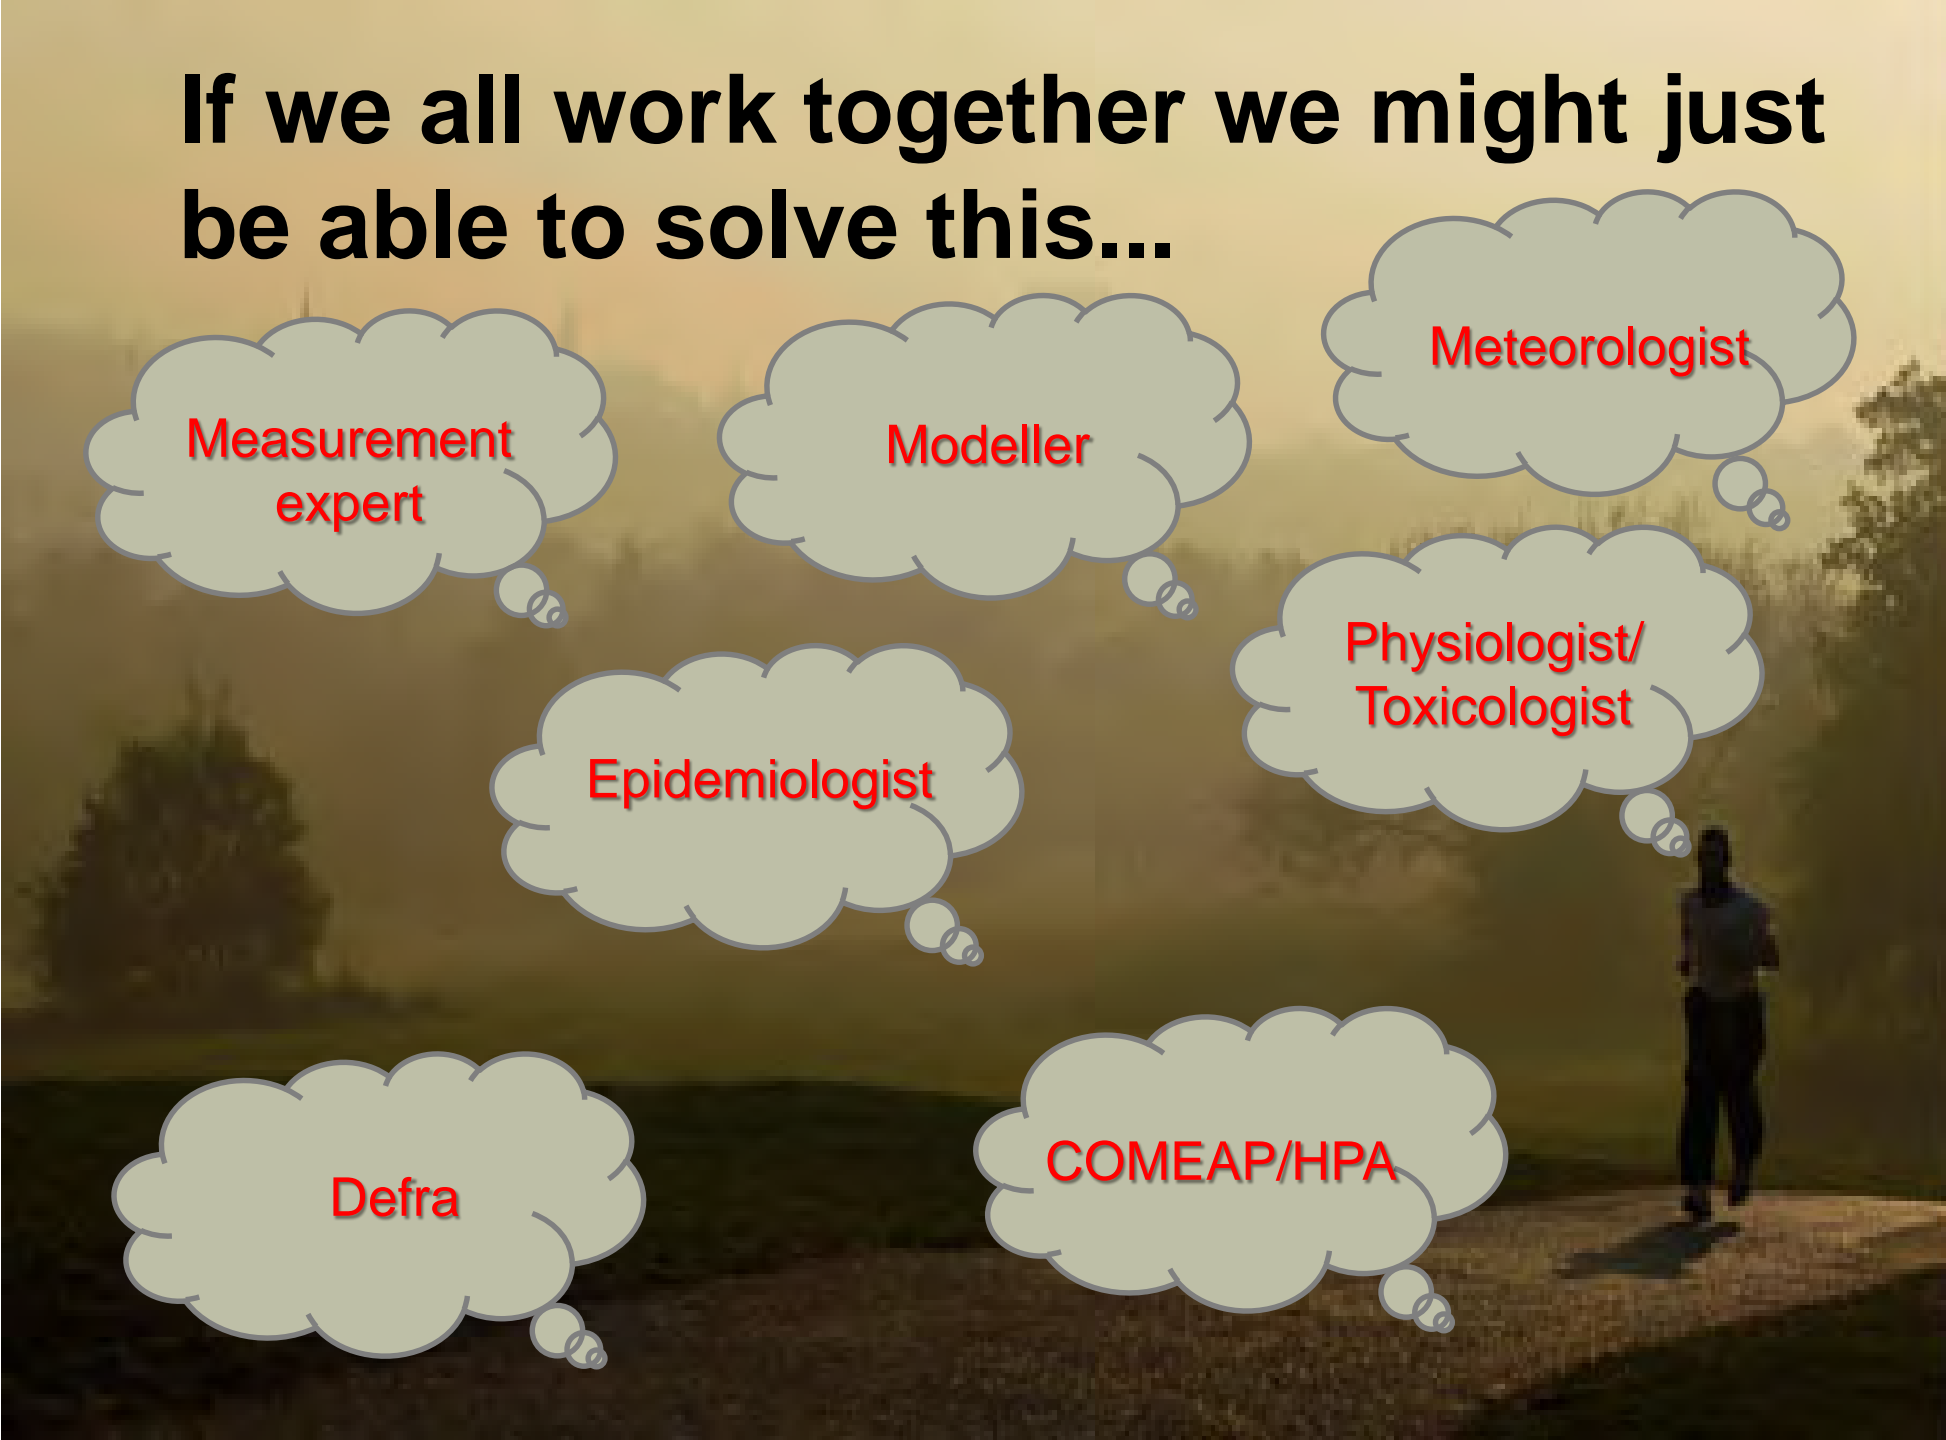 If we all work together we might just
be able to solve this...
Meteorologist
Measurement
expert
Modeller
Physiologist/
Toxicologist
Epidemiologist
Defra
COMEAP/HPA